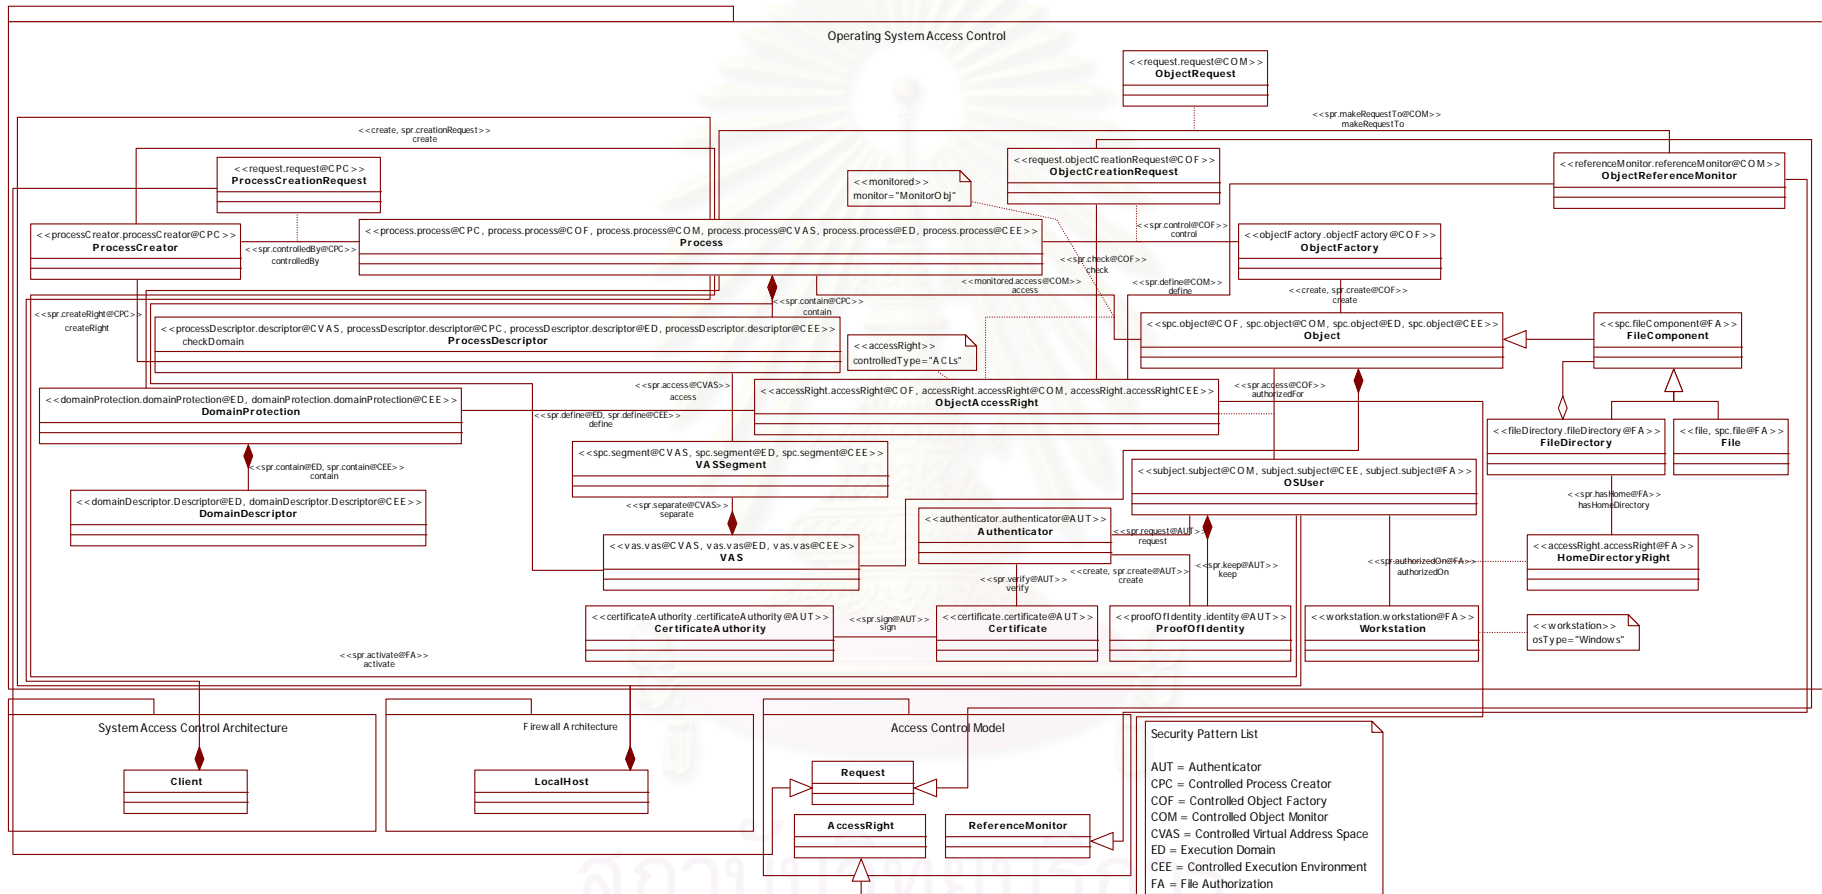 Operating System Access Control
<<request.request@COM>>
ObjectRequest
<<spr.makeRequestTo@COM>>
makeRequestTo
<<create, spr.creationRequest>>
create
<<request.request@CPC>>
ProcessCreationRequest
<<monitored>>
monitor="MonitorObj"
<<request.objectCreationRequest@COF>>
ObjectCreationRequest
<<referenceMonitor.referenceMonitor@COM>>
ObjectReferenceMonitor
<<processCreator.processCreator@CPC>>
ProcessCreator
<<spr.controlledBy@CPC>>
controlledBy
<<process.process@CPC, process.process@COF, process.process@COM, process.process@CVAS, process.process@ED, process.process@CEE>>
Process
<<spr.control@COF>>
control
<<objectFactory.objectFactory@COF>>
ObjectFactory
<<spr.check@COF>>
check
<<monitored.access@COM>>
access
<<spr.define@COM>>
define
<<create, spr.create@COF>>
create
<<spr.createRight@CPC>>
createRight
<<spr.contain@CPC>>
contain
<<processDescriptor.descriptor@CVAS, processDescriptor.descriptor@CPC, processDescriptor.descriptor@ED, processDescriptor.descriptor@CEE>>
checkDomain
ProcessDescriptor
<<accessRight>>
controlledType="ACLs"
<<spc.object@COF, spc.object@COM, spc.object@ED, spc.object@CEE>>
Object
<<spc.fileComponent@FA>>
FileComponent
<<spr.access@CVAS>>
access
<<accessRight.accessRight@COF, accessRight.accessRight@COM, accessRight.accessRightCEE>>
ObjectAccessRight
<<spr.access@COF>>
authorizedFor
<<domainProtection.domainProtection@ED, domainProtection.domainProtection@CEE>>
DomainProtection
<<spr.define@ED, spr.define@CEE>>
define
<<fileDirectory.fileDirectory@FA>>
FileDirectory
<<file, spc.file@FA>>
File
<<spr.contain@ED, spr.contain@CEE>>
contain
<<spc.segment@CVAS, spc.segment@ED, spc.segment@CEE>>
VASSegment
<<subject.subject@COM, subject.subject@CEE, subject.subject@FA>>
OSUser
<<domainDescriptor.Descriptor@ED, domainDescriptor.Descriptor@CEE>>
DomainDescriptor
<<spr.separate@CVAS>>
separate
<<spr.hasHome@FA>>
hasHomeDirectory
<<authenticator.authenticator@AUT>>
Authenticator
<<spr.request@AUT>>
request
<<vas.vas@CVAS, vas.vas@ED, vas.vas@CEE>>
VAS
<<accessRight.accessRight@FA>>
HomeDirectoryRight
<<spr.verify@AUT>>
verify
<<create, spr.create@AUT>>
create
<<spr.keep@AUT>>
keep
<<spr.authorizedOn@FA>>
authorizedOn
<<certificateAuthority.certificateAuthority@AUT>>
CertificateAuthority
<<spr.sign@AUT>>
sign
<<certificate.certificate@AUT>>
Certificate
<<proofOfIdentity.identity@AUT>>
ProofOfIdentity
<<workstation.workstation@FA>>
Workstation
<<workstation>>
osType="Windows"
<<spr.activate@FA>>
activate
System Access Control Architecture
Client
Firewall Architecture
LocalHost
Access Control Model
Request
AccessRight
ReferenceMonitor
Security Pattern List
AUT = Authenticator
CPC = Controlled Process Creator
COF = Controlled Object Factory
COM = Controlled Object Monitor
CVAS = Controlled Virtual Address Space
ED = Execution Domain
CEE = Controlled Execution Environment
FA = File Authorization